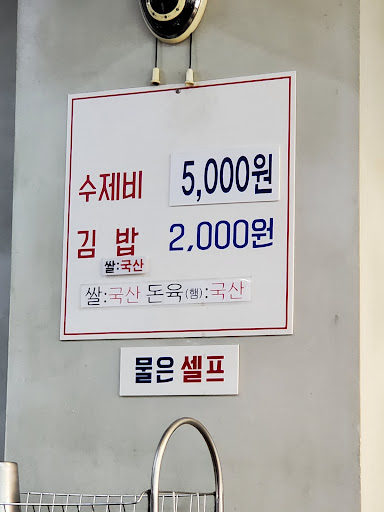 수제비 5,000원
김밥 2,000원
쌀:국산
쌀:국산 돈육(햄):국산
물은 셀프